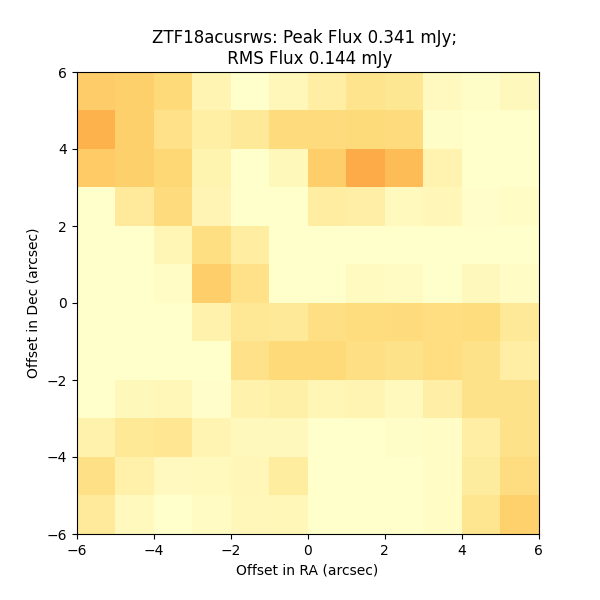 ZTF18acusrws: Peak Flux 0.341 mJy;
RMS Flux 0.144 mJy
6
4
2
0
−2
−4
−6
Offset in Dec (arcsec)
−6 −4 −2 0 2 4 6
Offset in RA (arcsec)